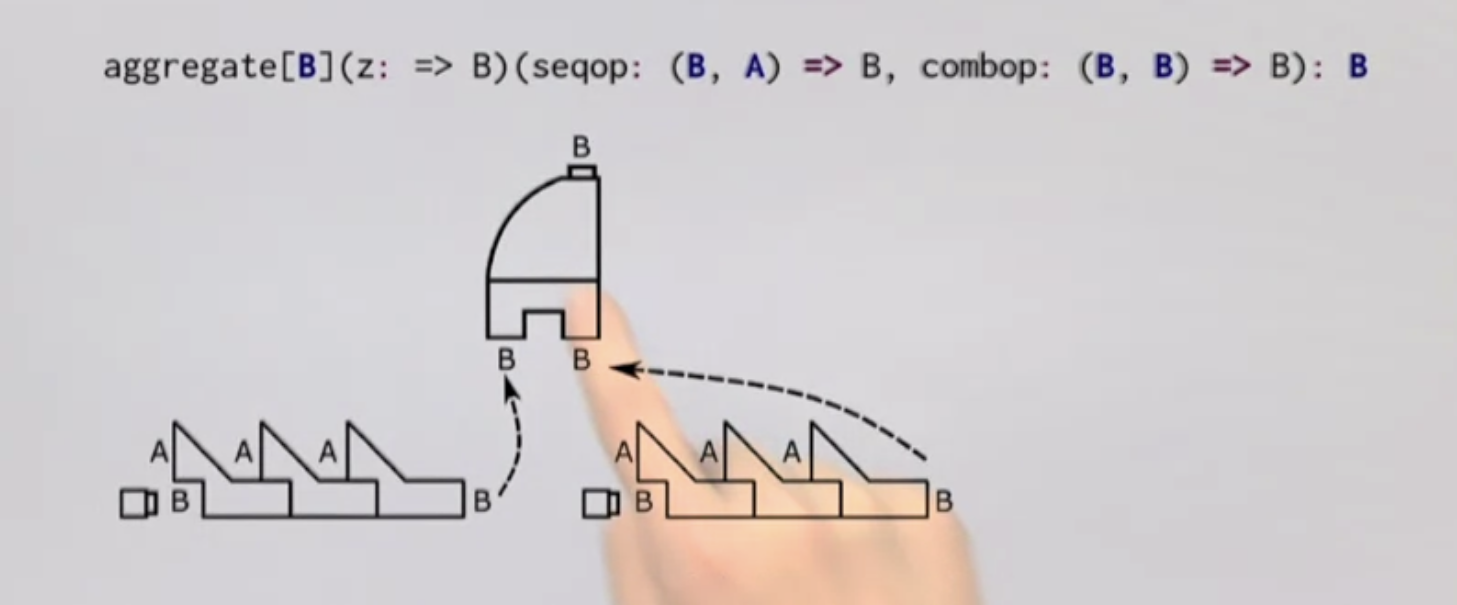 aggregate[B](z: => B)(seqop: (B, A) => B, combop: (B, B) => B): B
B
B B
A A A A A A
B B B B